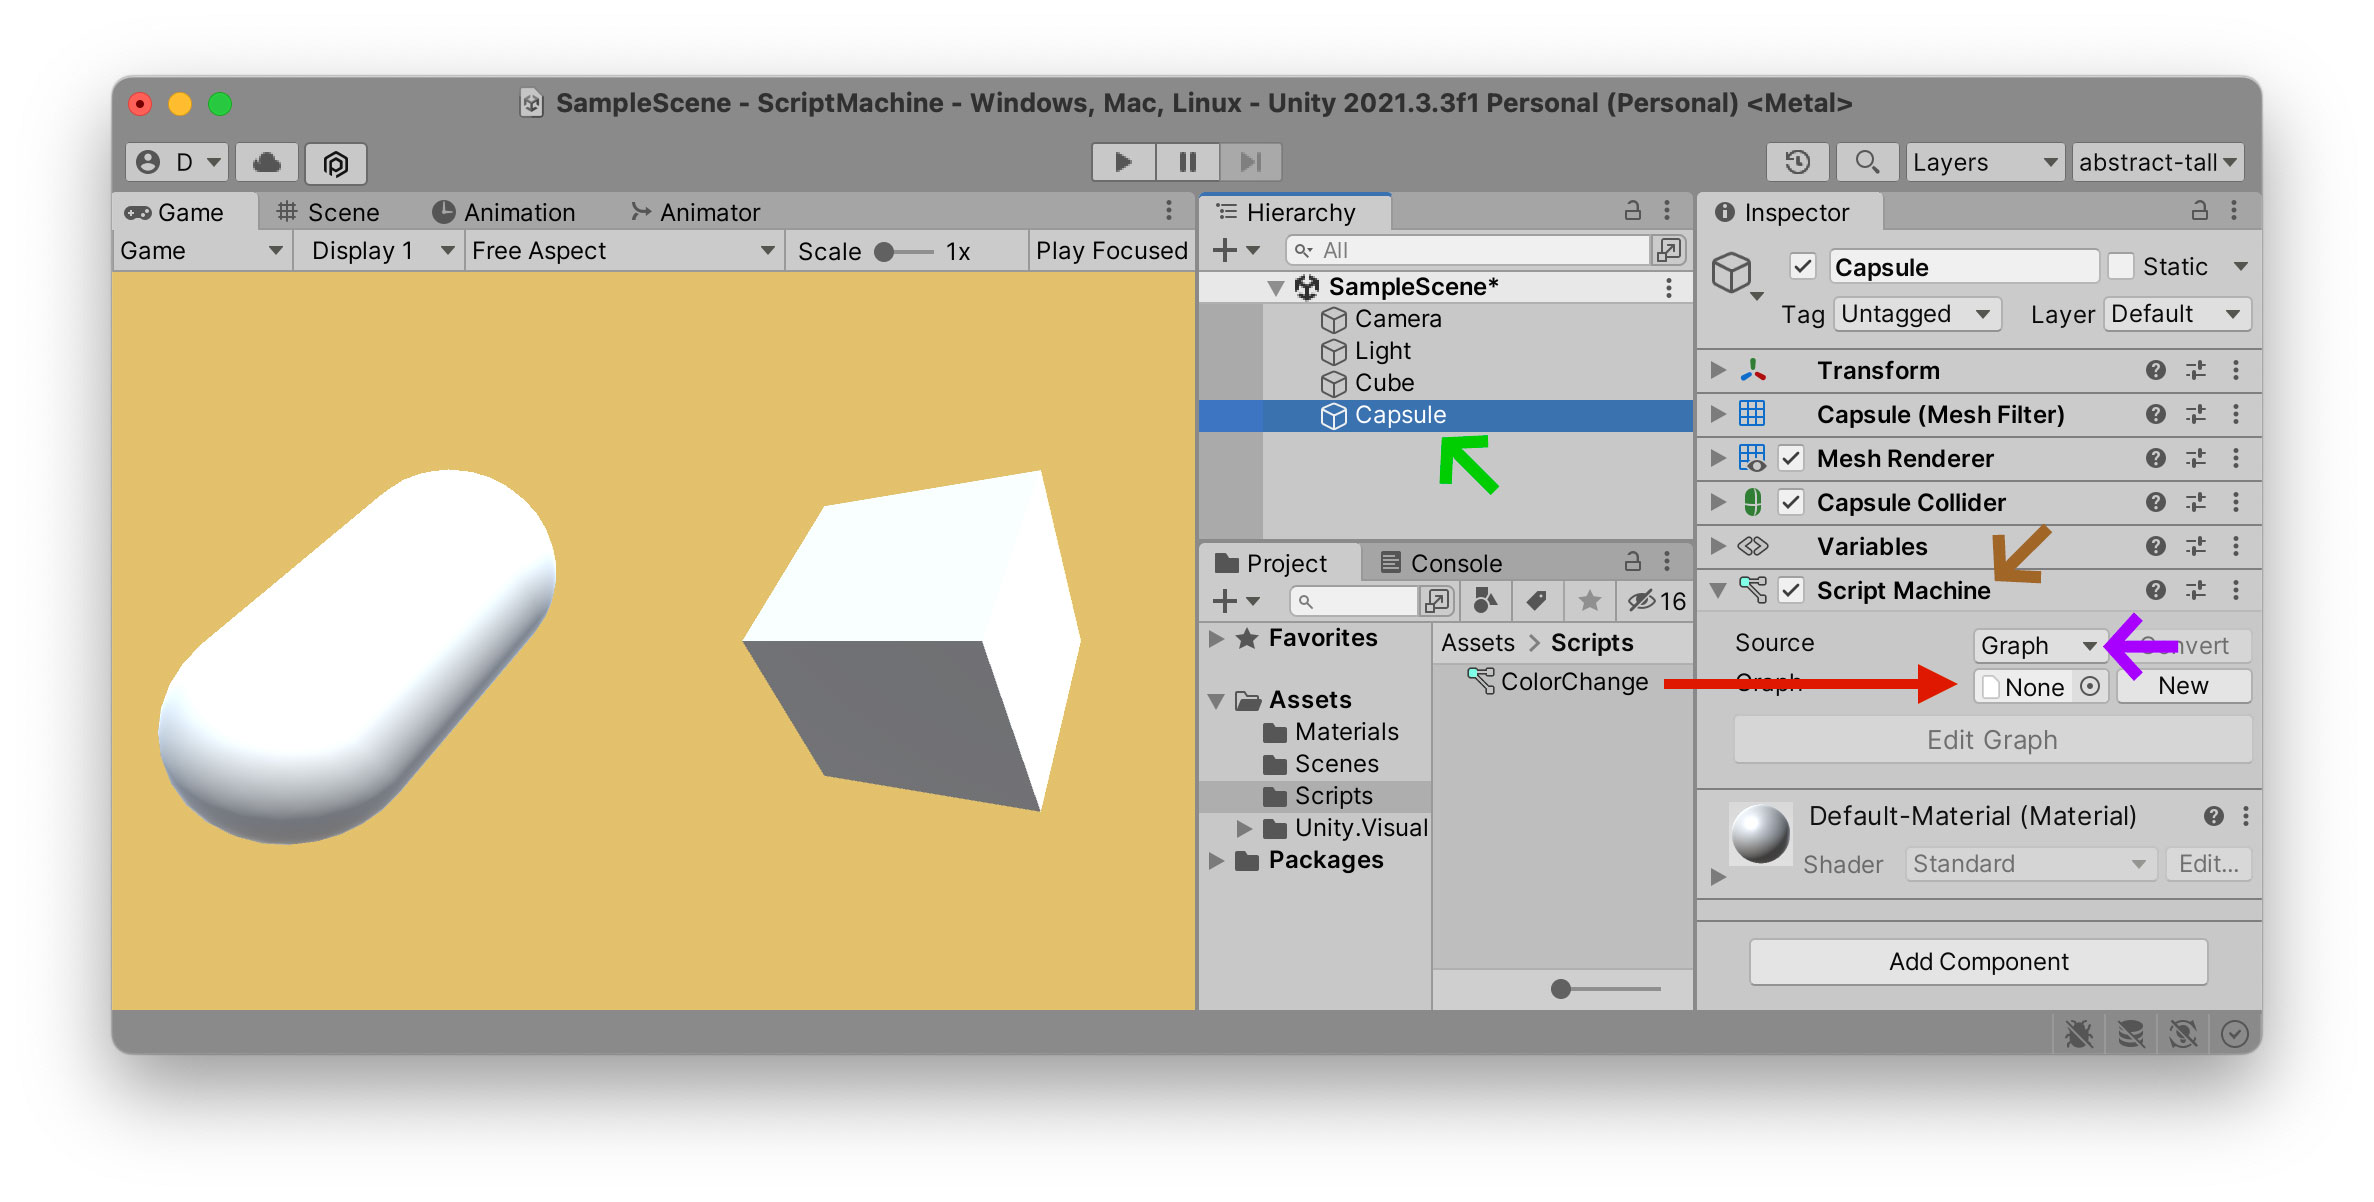 SampleScene - ScriptMachine - Windows, Mac, Linux - Unity 2021.3.3f1 Personal (Personal) <Metal>
D
Layers
abstract-tall
Game
Scene
Animation
Animator
Game
Display 1
Free Aspect
Scale
1x
Play Focused
Hierarchy
All
SampleScene*
Camera
Light
Cube
Capsule
Project
Console
16
Favorites
Assets
Materials
Scenes
Scripts
Unity.Visual
Packages
Assets > Scripts
ColorChange
Inspector
Capsule
Static
Tag
Untagged
Layer
Default
Transform
Capsule (Mesh Filter)
Mesh Renderer
Capsule Collider
Variables
Script Machine
Source
Graph
Graph
None
New
Edit Graph
Default-Material (Material)
Shader
Standard
Edit...
Add Component